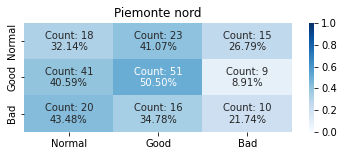 Piemonte nord
Normal
Count: 18
32.14%
Count: 23
41.07%
Count: 15
26.79%
Good
Count: 41
40.59%
Count: 51
50.50%
Count: 9
8.91%
Bad
Count: 20
43.48%
Count: 16
34.78%
Count: 10
21.74%
Normal
Good
Bad
1.0
0.8
0.6
0.4
0.2
0.0